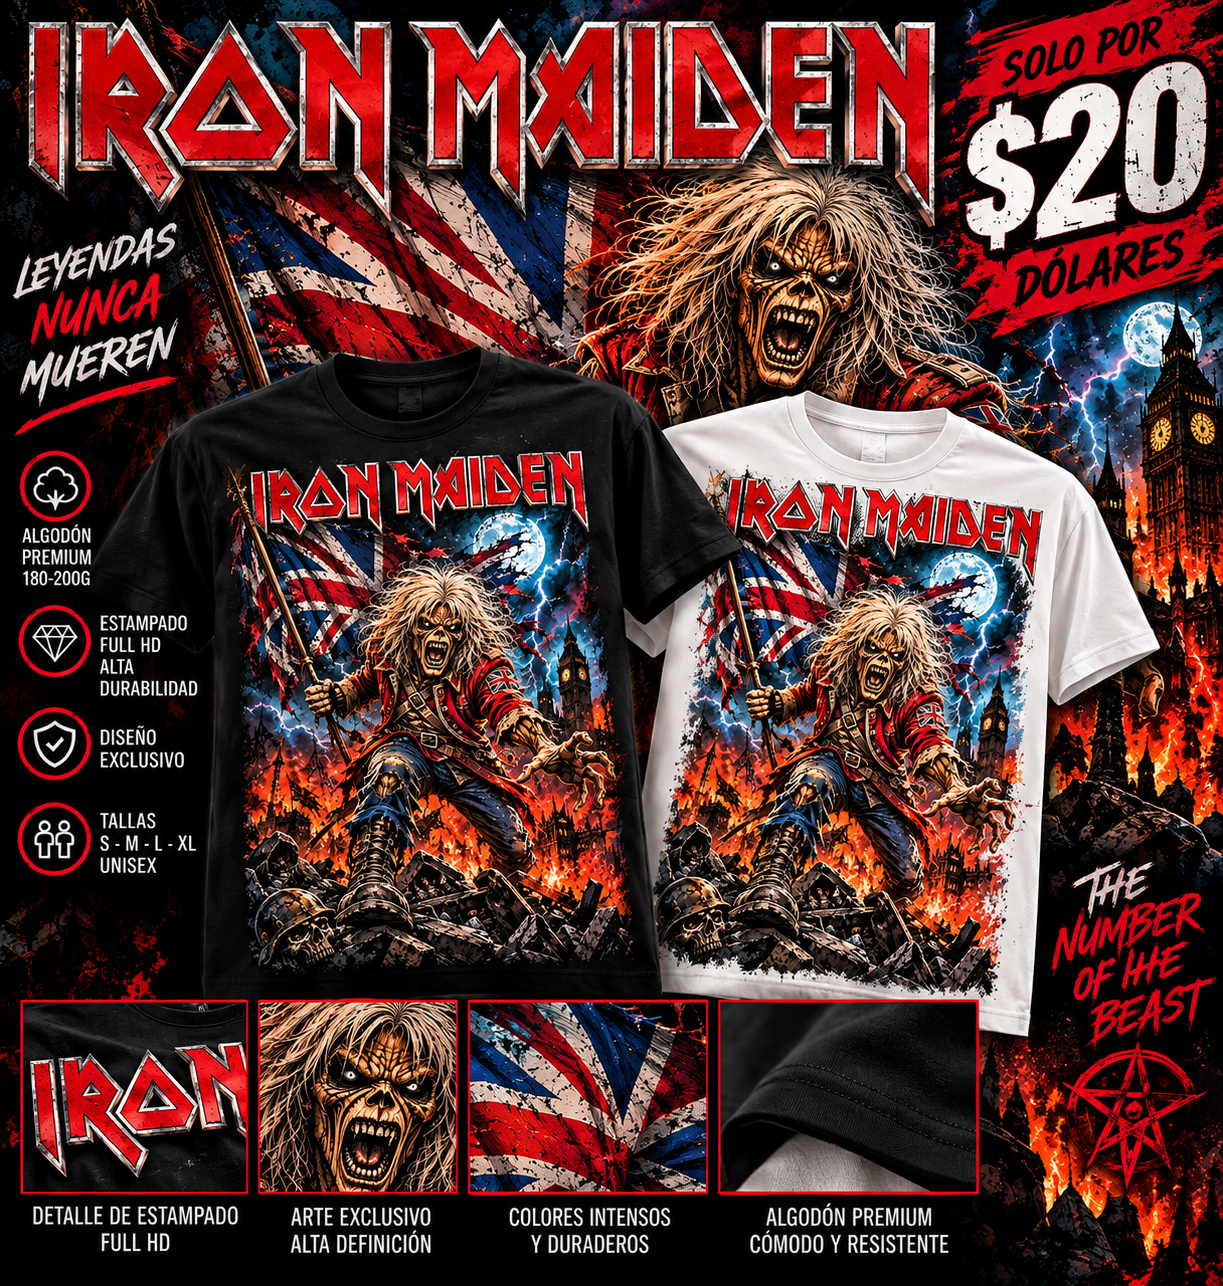 IRON MAIDEN
SOLO POR
$20
DÓLARES
LEYENDAS
NUNCA
MUEREN
ALGODÓN
PREMIUM
180-200G
ESTAMPADO
FULL HD
ALTA
DURABILIDAD
DISEÑO
EXCLUSIVO
TALLAS
S - M - L - XL
UNISEX
IRON MAIDEN
IRON MAIDEN
THE
NUMBER
OF THE
BEAST
IRON
DETALLE DE ESTAMPADO
FULL HD
ARTE EXCLUSIVO
ALTA DEFINICIÓN
COLORES INTENSOS
Y DURADEROS
ALGODÓN PREMIUM
CÓMODO Y RESISTENTE